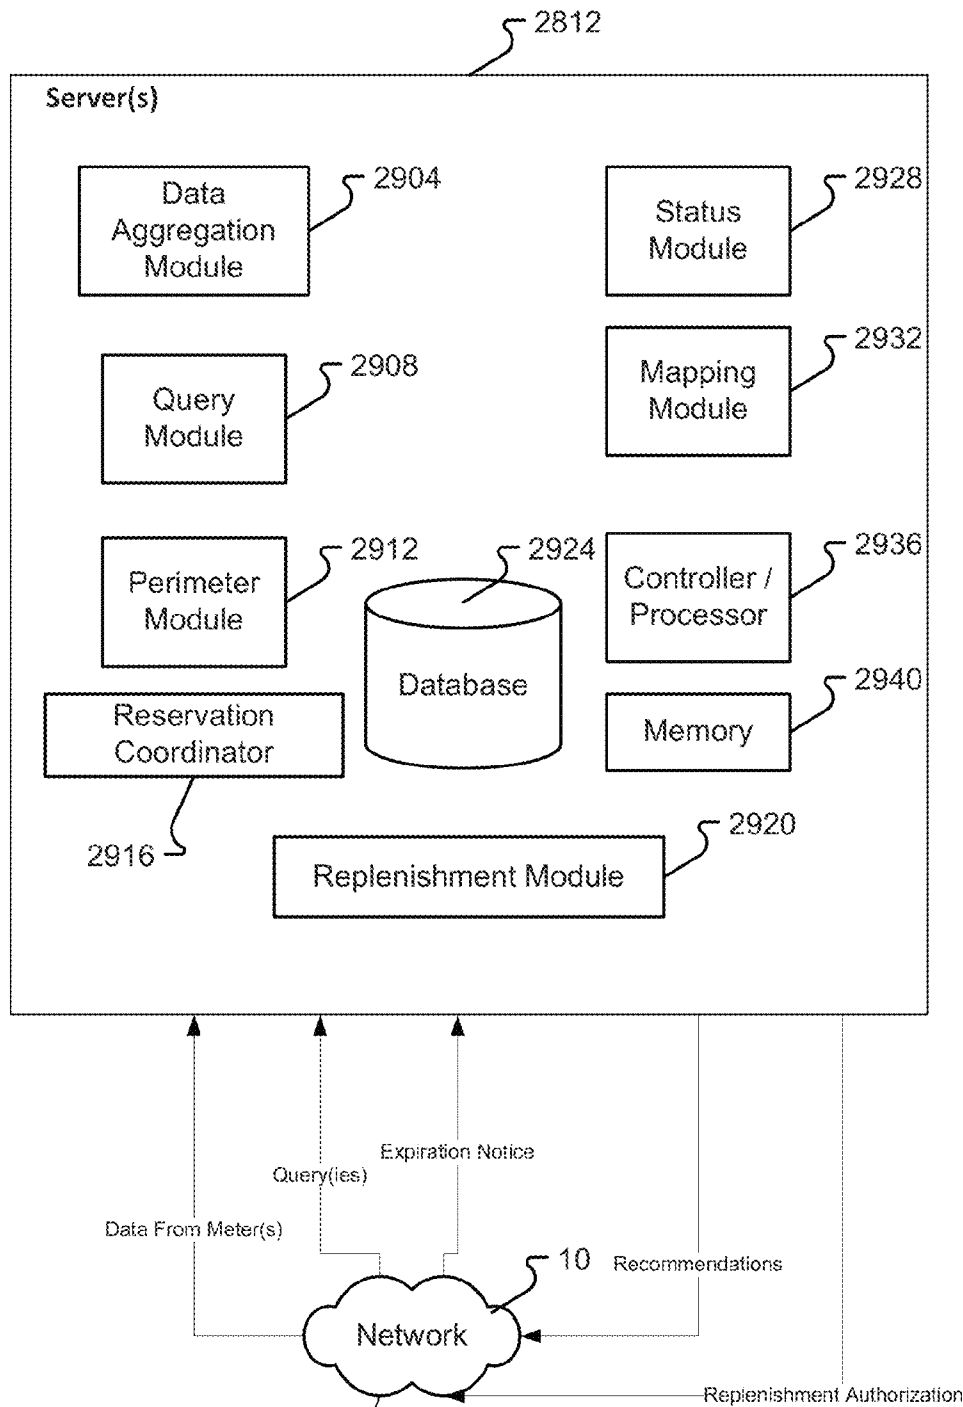 2812
Server(s)
Data
Aggregation
Module
2904
Status
Module
2928
Query
Module
2908
Mapping
Module
2932
Perimeter
Module
2912
2924
Database
Controller /
Processor
2936
Reservation
Coordinator
2916
Memory
2940
Replenishment Module
2920
Expiration Notice
Query(ies)
Data From Meter(s)
10
Recommendations
Network
Replenishment Authorization